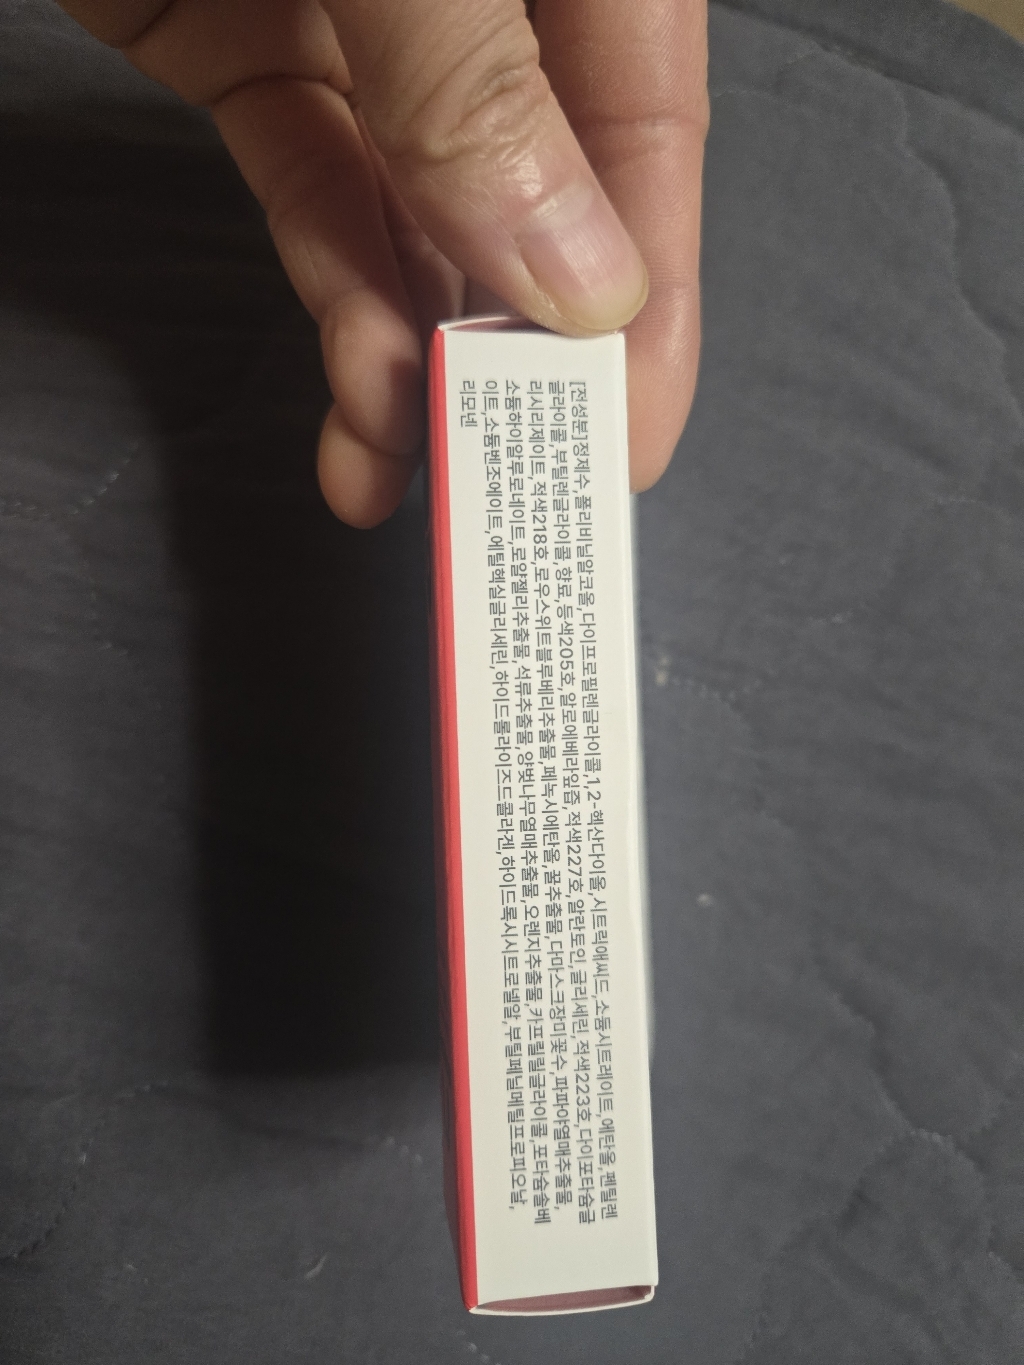 [전성분]정제수,폴리비닐알코올,다이프로필렌글라이콜,1,2-헥산다이올,시트릭애씨드,소듐시트레이트,에탄올,펜틸렌
글라이콜,부틸렌글라이콜,향료,등색205호,알로에베라잎즙,적색227호,알란토인,글리세린,적색223호,다이포타슘글
리시리제이트,적색218호,로우스위트블루베리추출물,페녹시에탄올,꿀추출물,다마스크장미꽃수,파파야열매추출물,
소듐하이알루로네이트,로얄젤리추출물,석류추출물,양벚나무열매추출물,오렌지추출물,카프릴릴글라이콜,포타슘솔베
이트,소듐벤조에이트,에틸헥실글리세린,하이드롤라이즈드콜라겐,하이드록시시트로넬알,부틸페닐메틸프로피오날,
리모넨